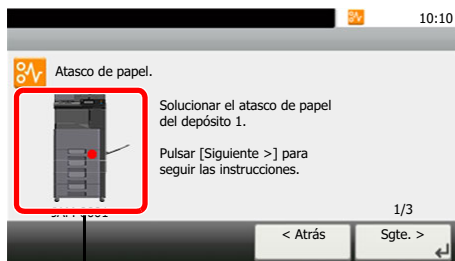 10:10
Atasco de papel.
Solucionar el atasco de papel
del depósito 1.
Pulsar [Siguiente >] para
seguir las instrucciones.
1/3
< Atrás
Sgte. >